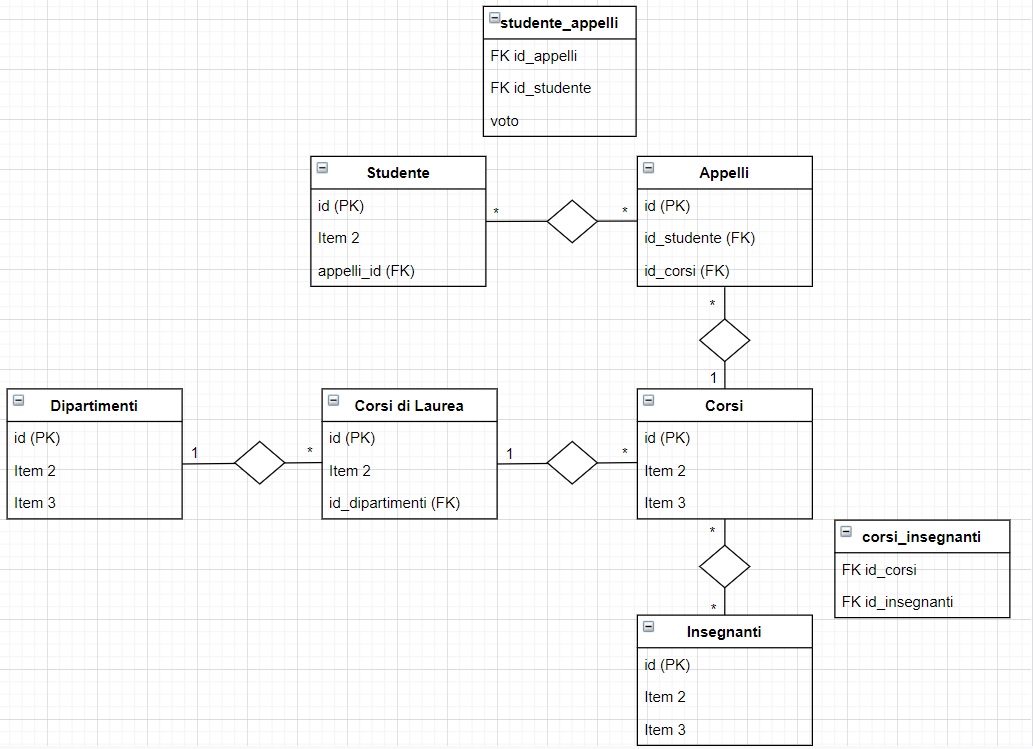 studente_appelli
FK id_appelli
FK id_studente
voto
Studente
id (PK)
Item 2
appelli_id (FK)
* *
Appelli
id (PK)
id_studente (FK)
id_corsi (FK)
*
1
Dipartimenti
id (PK)
Item 2
Item 3
1 *
Corsi di Laurea
id (PK)
Item 2
id_dipartimenti (FK)
1 *
Corsi
id (PK)
Item 2
Item 3
*
*
corsi_insegnanti
FK id_corsi
FK id_insegnanti
Insegnanti
id (PK)
Item 2
Item 3